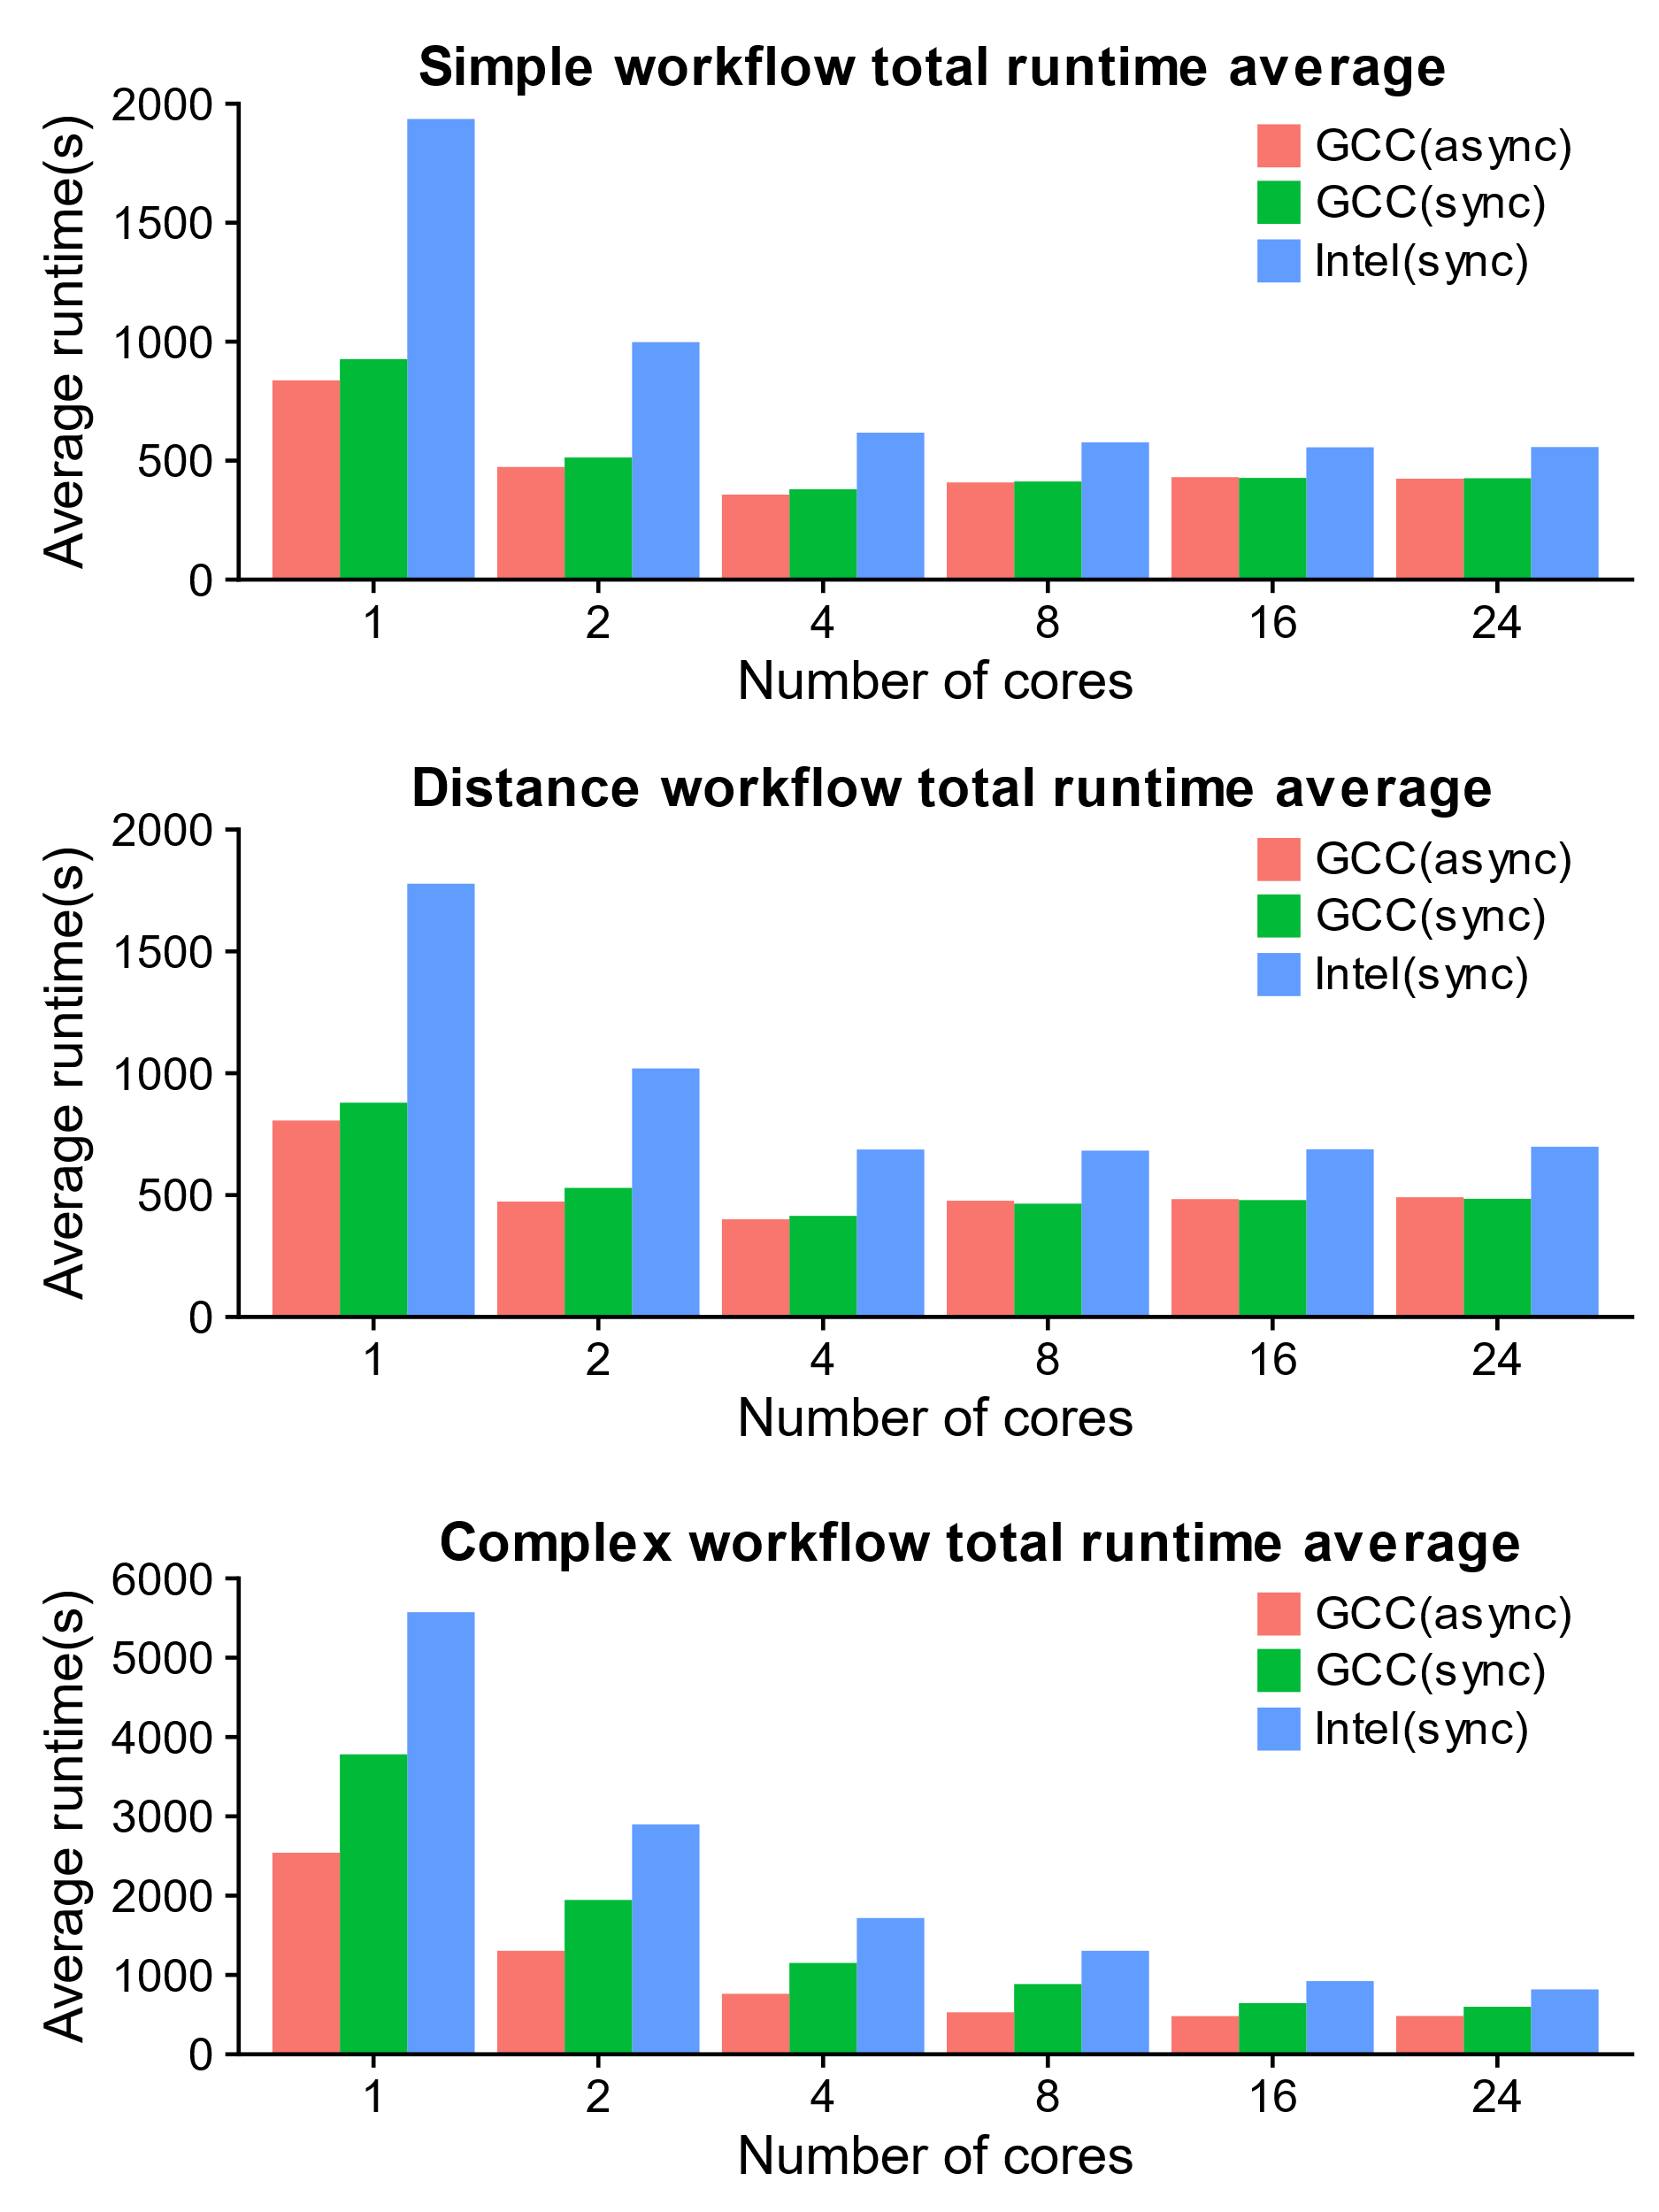 Simple workflow total runtime average
2000
1500
1000
500
0
Average runtime(s)
GCC(async)
GCC(sync)
Intel(sync)
1 2 4 8 16 24
Number of cores
Distance workflow total runtime average
2000
1500
1000
500
0
Average runtime(s)
GCC(async)
GCC(sync)
Intel(sync)
1 2 4 8 16 24
Number of cores
Complex workflow total runtime average
6000
5000
4000
3000
2000
1000
0
Average runtime(s)
GCC(async)
GCC(sync)
Intel(sync)
1 2 4 8 16 24
Number of cores